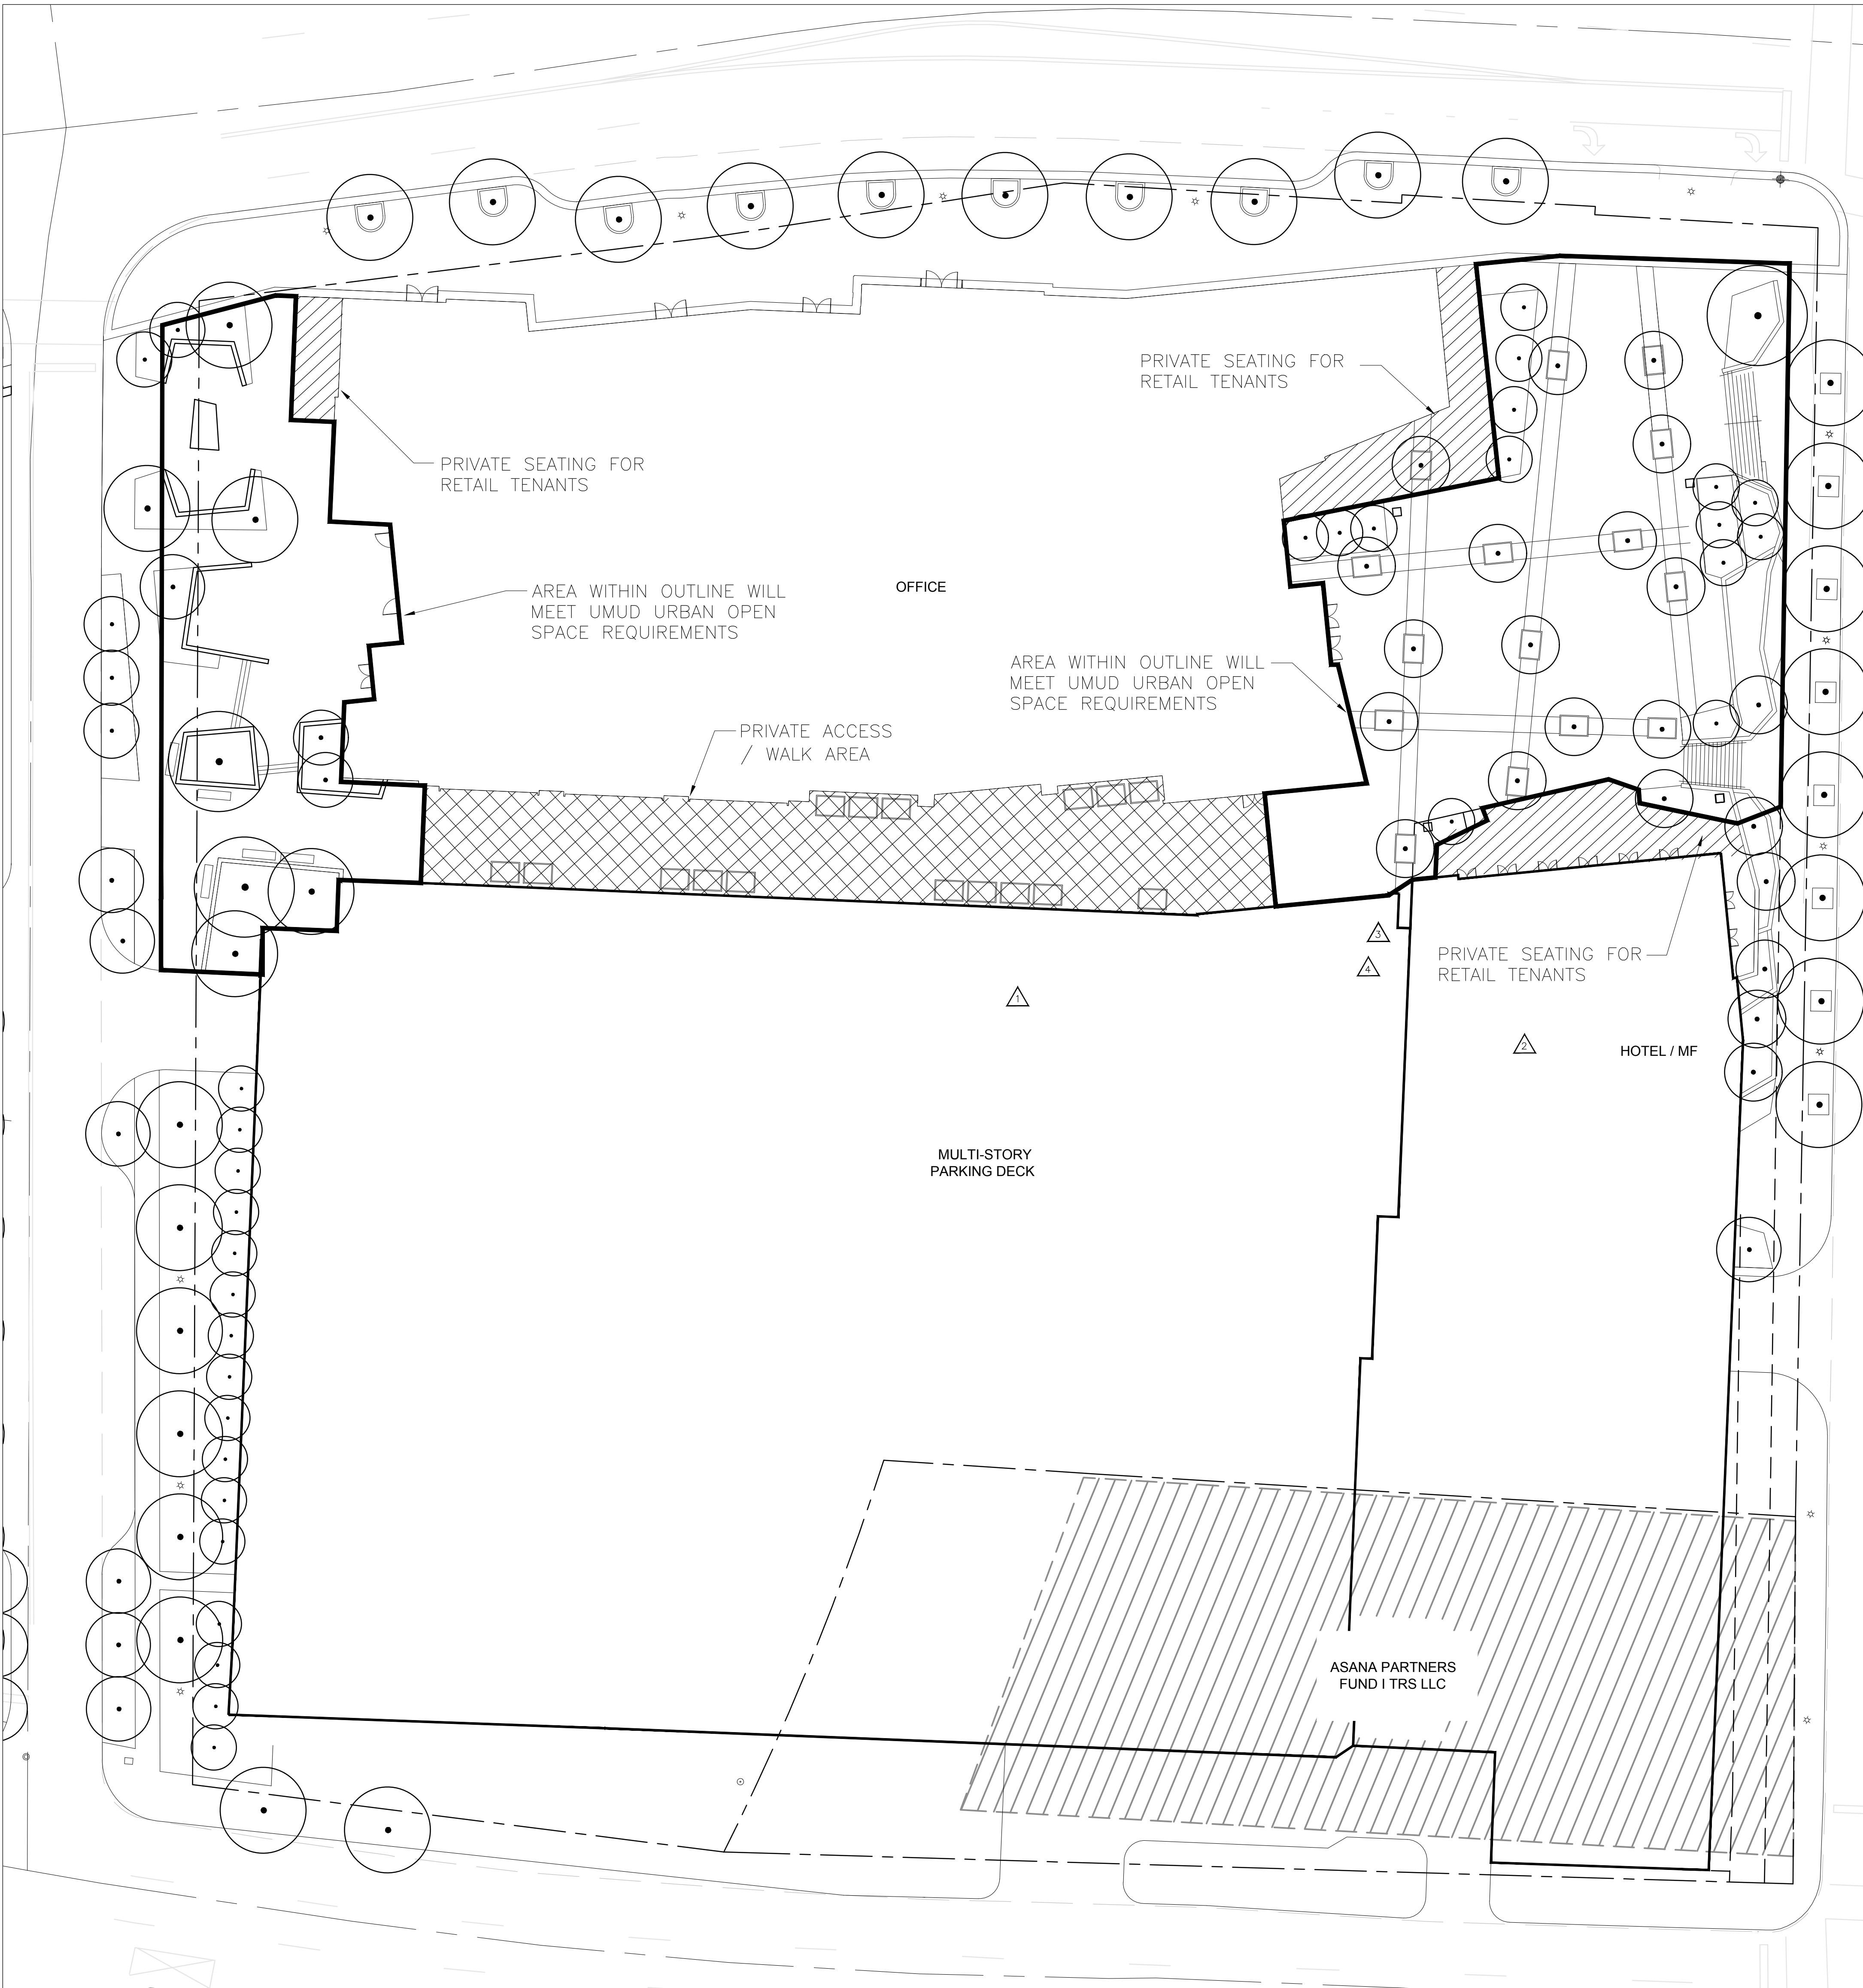 PRIVATE SEATING FOR
RETAIL TENANTS
PRIVATE SEATING FOR
RETAIL TENANTS
AREA WITHIN OUTLINE WILL
MEET UMUD URBAN OPEN
SPACE REQUIREMENTS
OFFICE
AREA WITHIN OUTLINE WILL
MEET UMUD URBAN OPEN
SPACE REQUIREMENTS
PRIVATE ACCESS
/ WALK AREA
3
4
1
PRIVATE SEATING FOR
RETAIL TENANTS
2
HOTEL / MF
MULTI-STORY
PARKING DECK
ASANA PARTNERS
FUND I TRS LLC